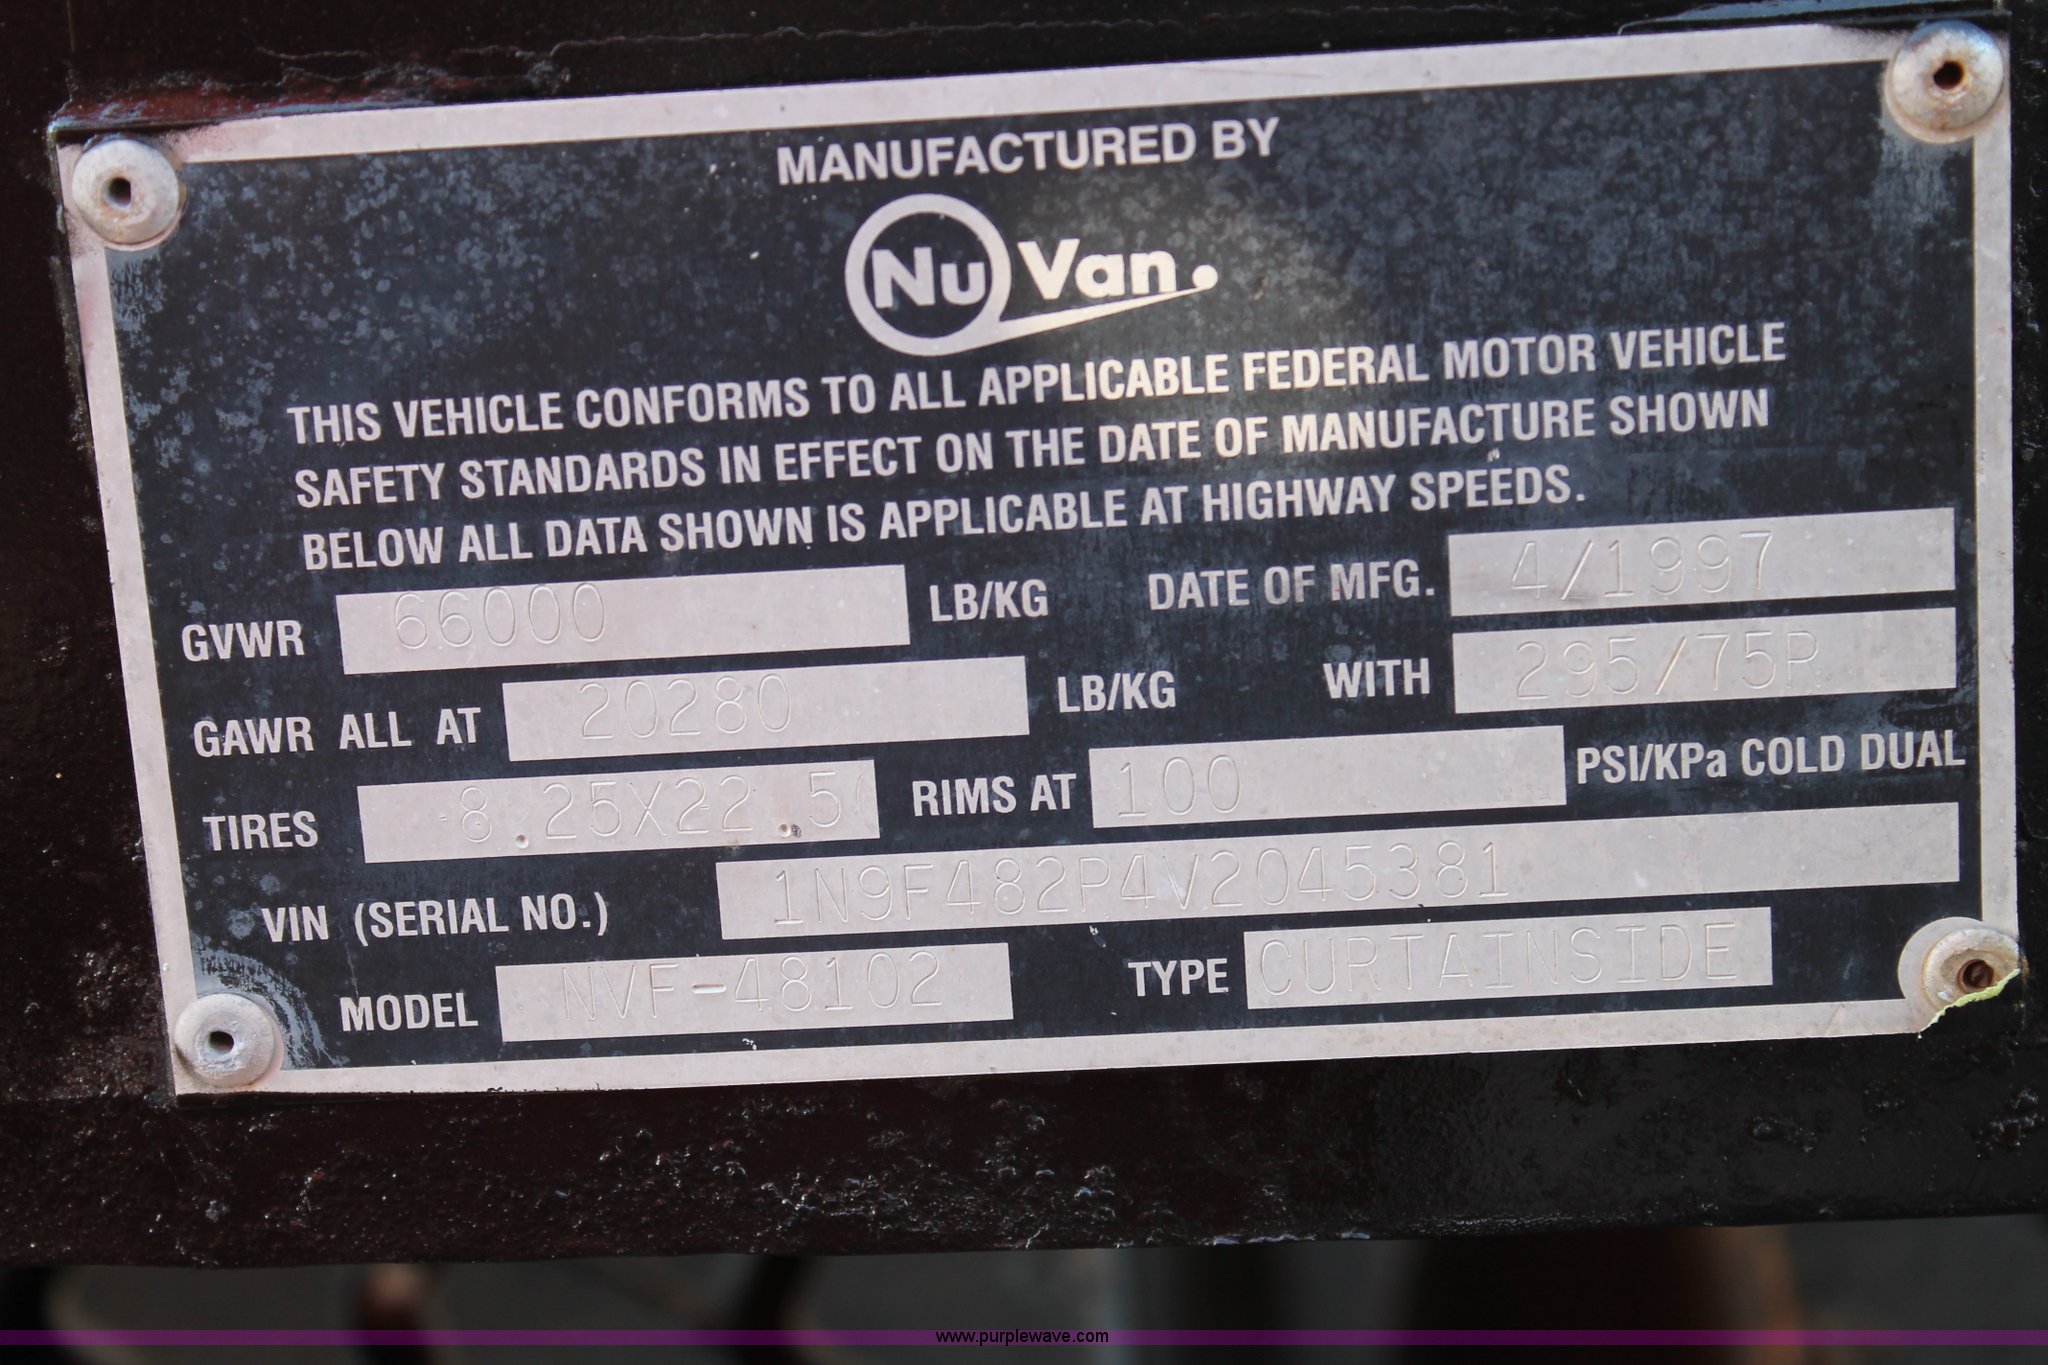 MANUFACTURED BY
Nu Van.
THIS VEHICLE CONFORMS TO ALL APPLICABLE FEDERAL MOTOR VEHICLE
SAFETY STANDARDS IN EFFECT ON THE DATE OF MANUFACTURE SHOWN
BELOW ALL DATA SHOWN IS APPLICABLE AT HIGHWAY SPEEDS.
GVWR 66000 LB/KG DATE OF MFG. 4/1997
GAWR ALL AT 20280 LB/KG WITH 295/75R
TIRES 8.25X22.5 RIMS AT 100 PSI/KPa COLD DUAL
VIN (SERIAL NO.) 1N9F482P4V2045381
MODEL NVF-48102 TYPE CURTAINSIDE
www.purplewave.com